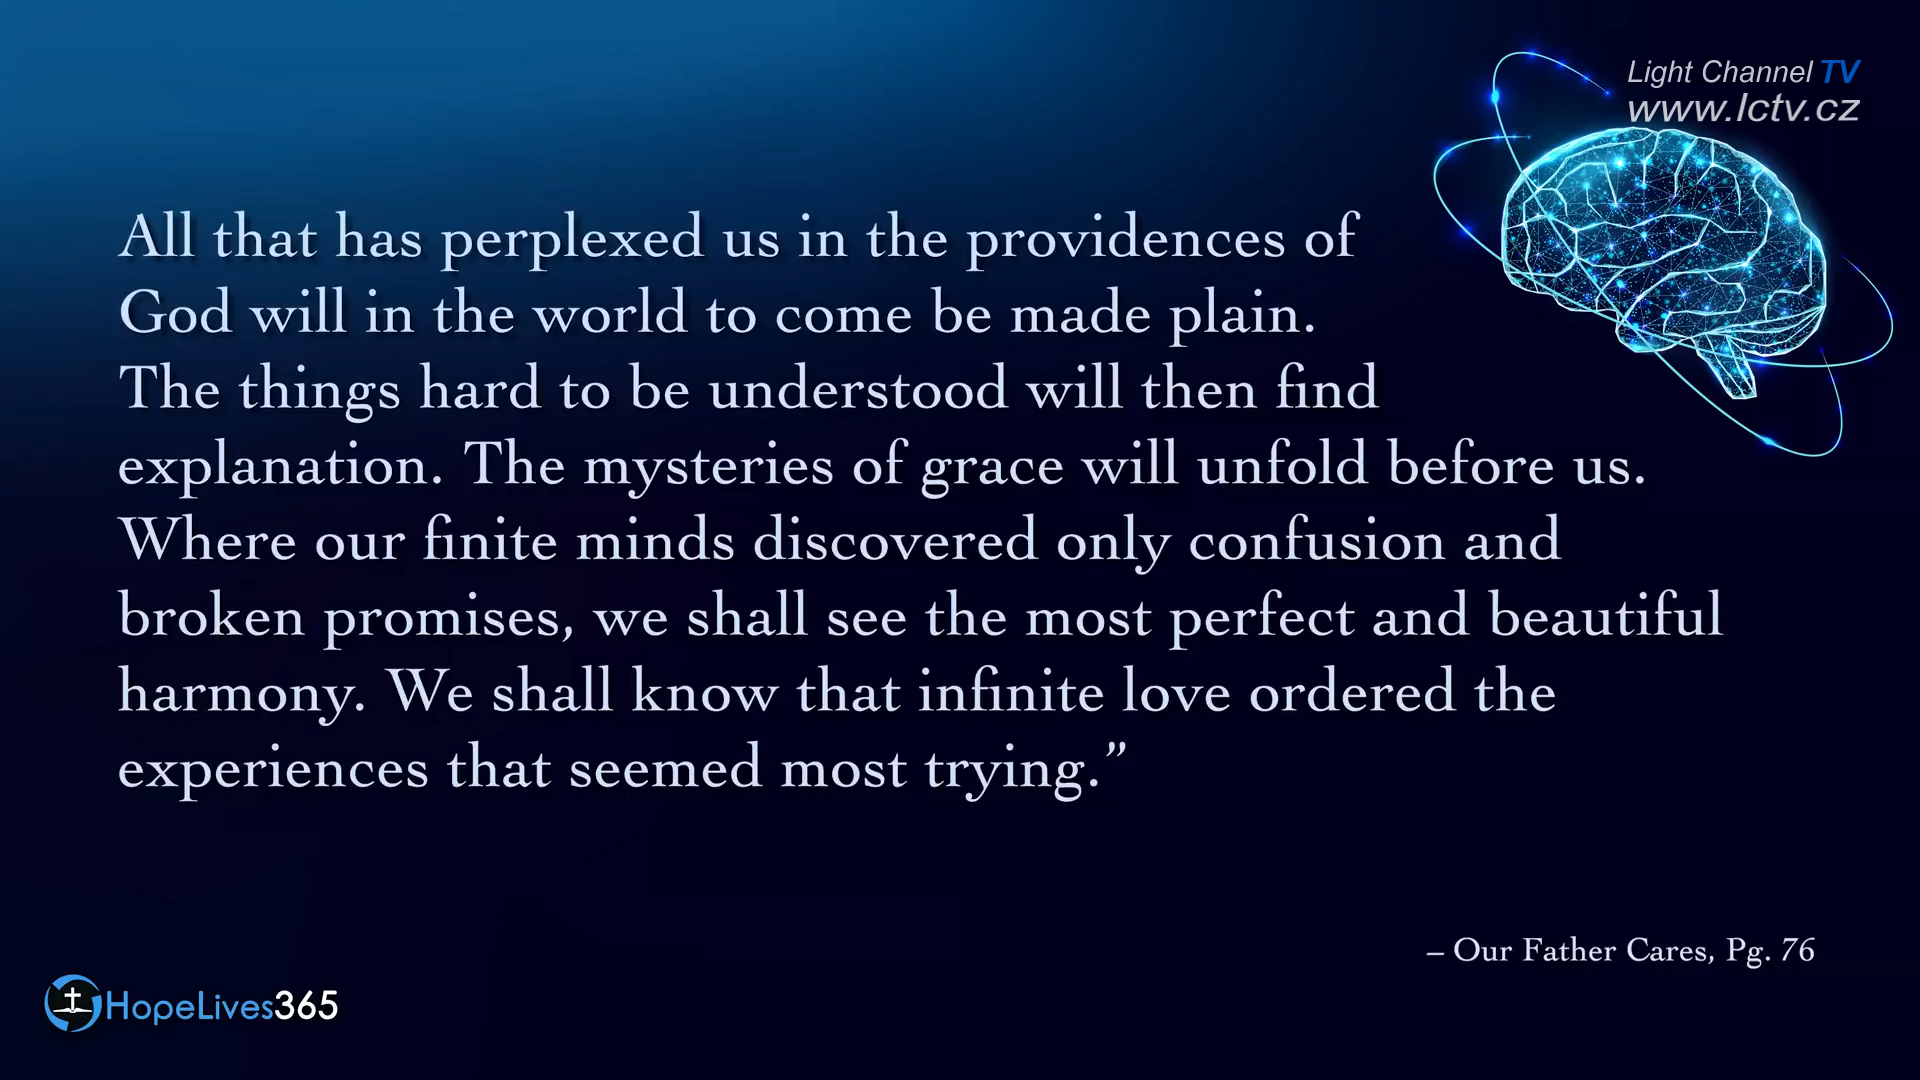 Light Channel TV
www.lctv.cz
All that has perplexed us in the providences of
God will in the world to come be made plain.
The things hard to be understood will then find
explanation. The mysteries of grace will unfold before us.
Where our finite minds discovered only confusion and
broken promises, we shall see the most perfect and beautiful
harmony. We shall know that infinite love ordered the
experiences that seemed most trying.”
– Our Father Cares, Pg. 76
HopeLives365